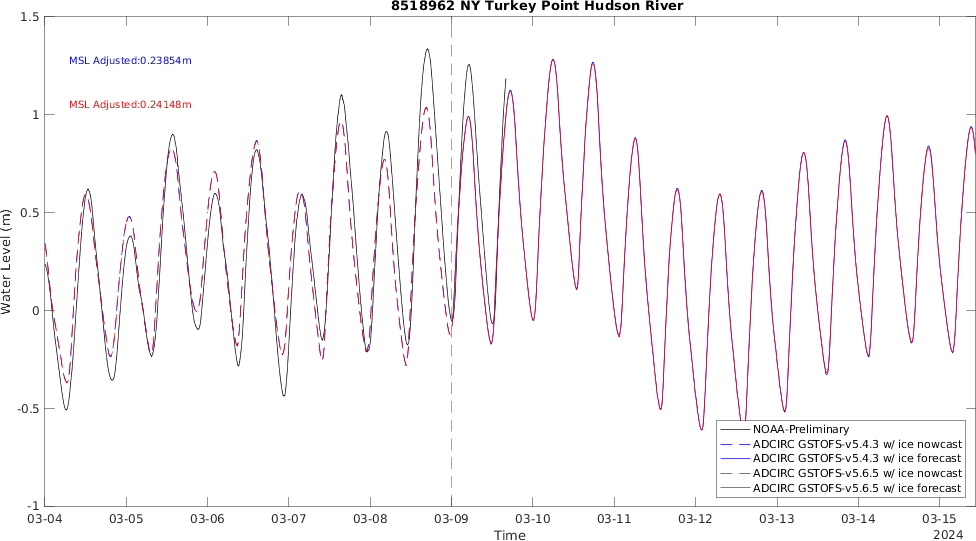 8518962 NY Turkey Point Hudson River
1.5
MSL Adjusted:0.23854m
MSL Adjusted:0.24148m
1
0.5
0
-0.5
-1
Water Level (m)
NOAA-Preliminary
ADCIRC GSTOFS-v5.4.3 w/ ice nowcast
ADCIRC GSTOFS-v5.4.3 w/ ice forecast
ADCIRC GSTOFS-v5.6.5 w/ ice nowcast
ADCIRC GSTOFS-v5.6.5 w/ ice forecast
03-04 03-05 03-06 03-07 03-08 03-09 03-10 03-11 03-12 03-13 03-14 03-15
Time
2024